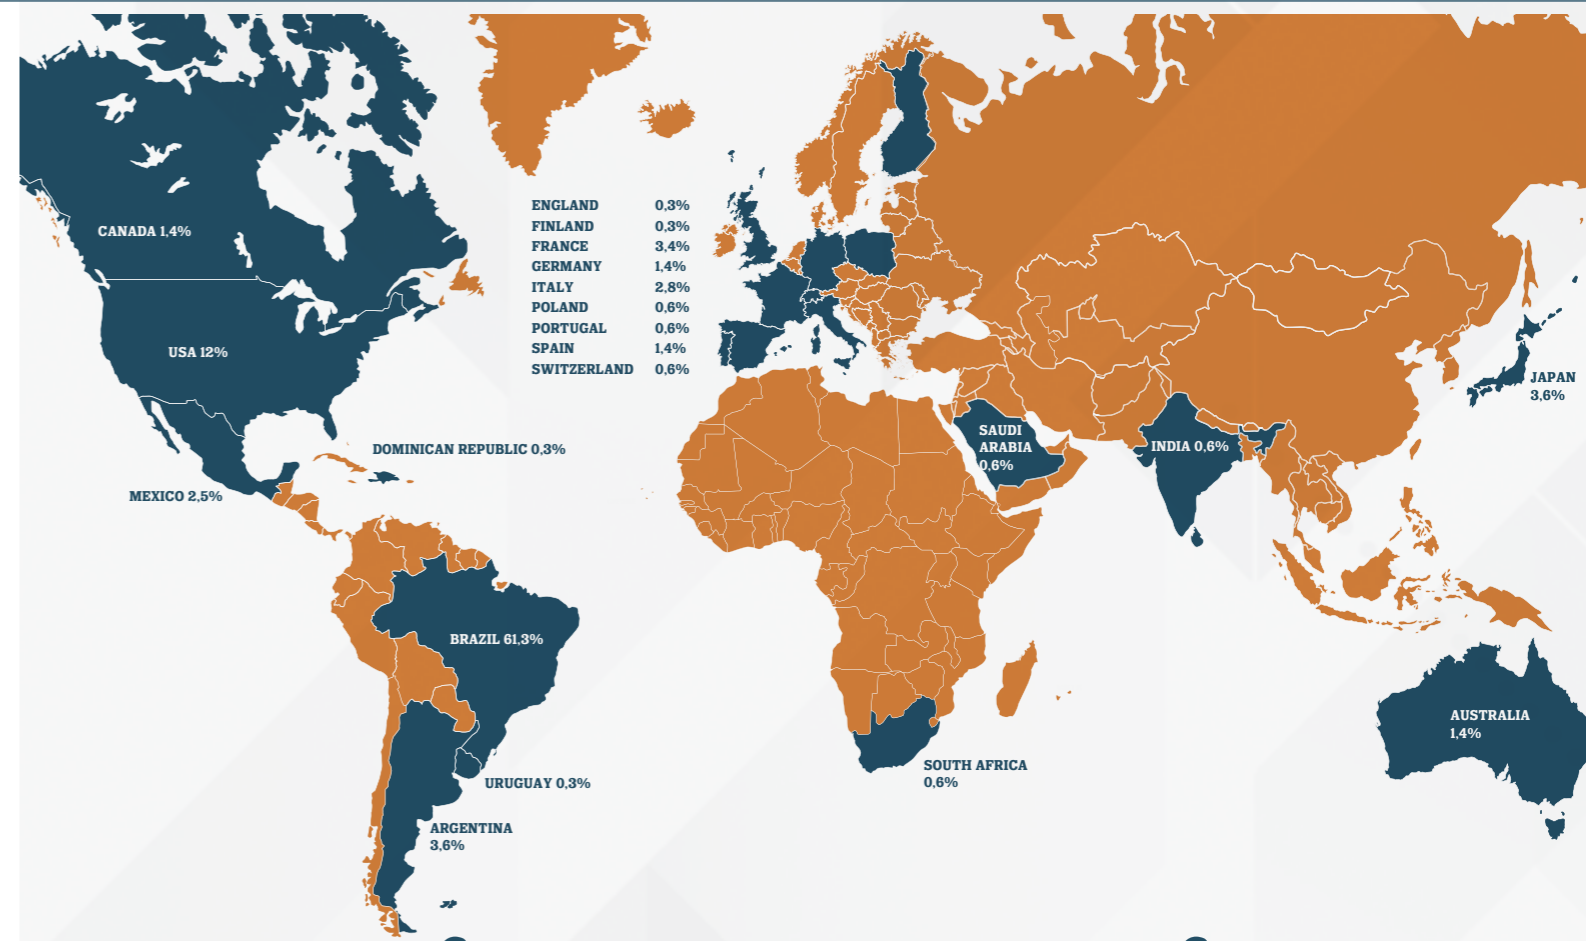 CANADA 1,4%
USA 12%
MEXICO 2,5%
DOMINICAN REPUBLIC 0,3%
BRAZIL 61,3%
URUGUAY 0,3%
ARGENTINA
3,6%
ENGLAND 0,3%
FINLAND 0,3%
FRANCE 3,4%
GERMANY 1,4%
ITALY 2,8%
POLAND 0,6%
PORTUGAL 0,6%
SPAIN 1,4%
SWITZERLAND 0,6%
SAUDI
ARABIA
0,6%
INDIA 0,6%
JAPAN
3,6%
SOUTH AFRICA
0,6%
AUSTRALIA
1,4%